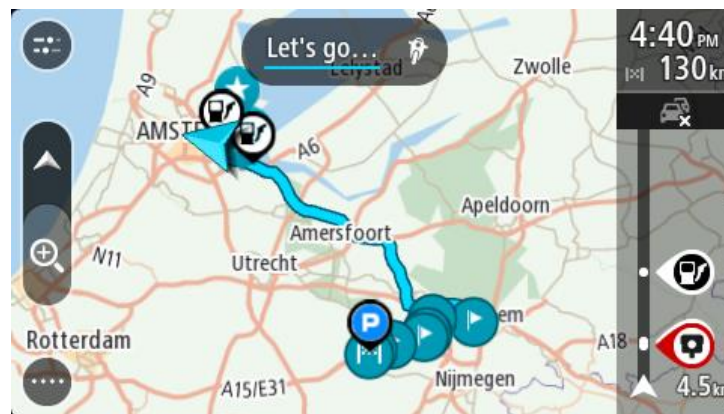 Let's go...
4:40 PM
130 km
Lelystad
Zwolle
A9
AMST
A6
Apeldoorn
Amersfoort
N11
Utrecht
em
Rotterdam
P
A18
A15/E31
Nijmegen
4.5 km